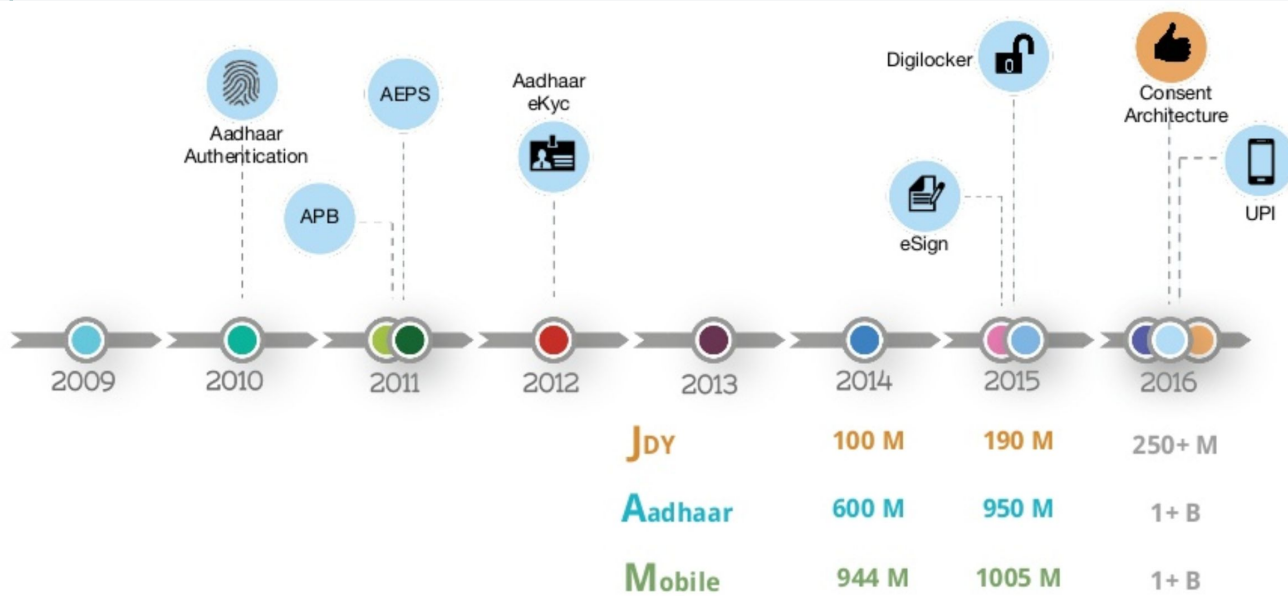 Aadhaar
Authentication
APB
AEPS
Aadhaar
eKyc
Digilocker
eSign
Consent
Architecture
UPI
2009 2010 2011 2012 2013 2014 2015 2016
JDY 100 M 190 M 250+ M
Aadhaar 600 M 950 M 1+ B
Mobile 944 M 1005 M 1+ B